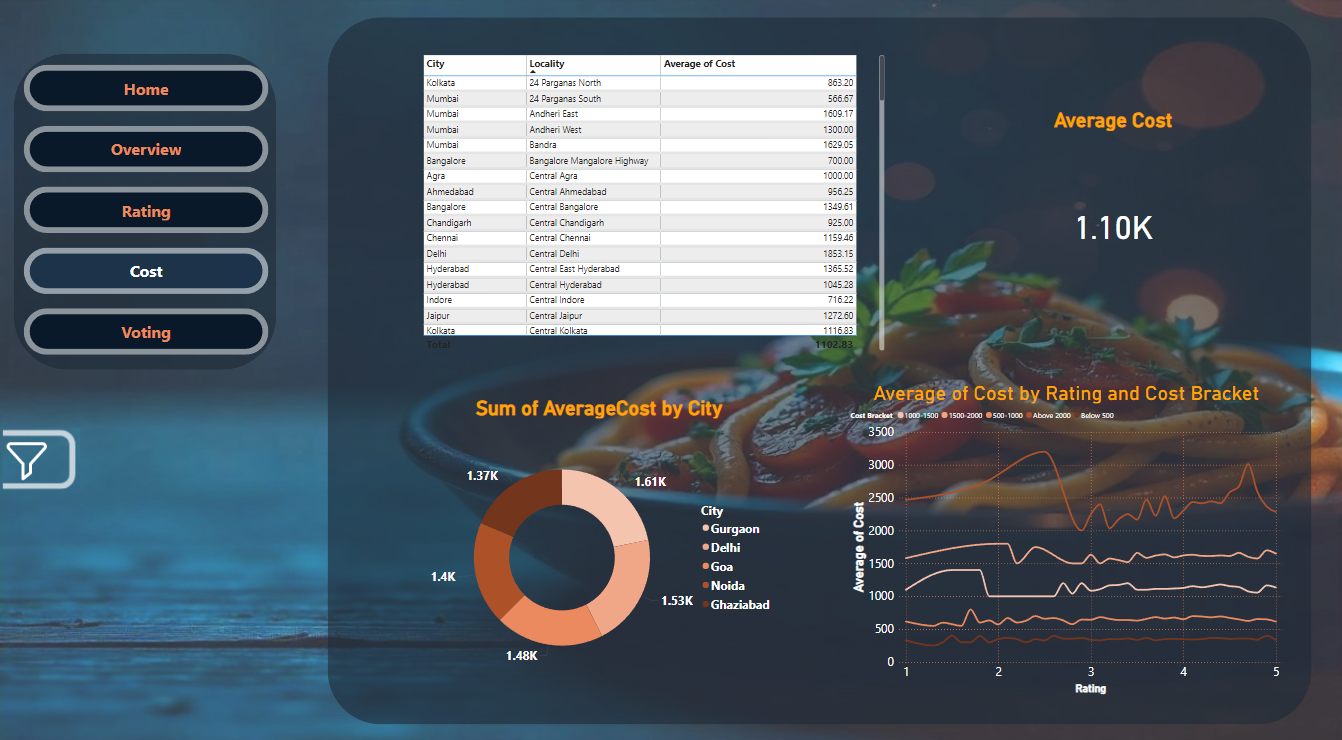 Home
Overview
Rating
Cost
Voting
City Locality Average of Cost
Kolkata 24 Parganas North 863.20
Mumbai 24 Parganas South 566.67
Mumbai Andheri East 1609.17
Mumbai Andheri West 1300.00
Mumbai Bandra 1629.05
Bangalore Bangalore Mangalore Highway 700.00
Agra Central Agra 1000.00
Ahmedabad Central Ahmedabad 956.25
Bangalore Central Bangalore 1349.61
Chandigarh Central Chandigarh 925.00
Chennai Central Chennai 1159.46
Delhi Central Delhi 1853.15
Hyderabad Central East Hyderabad 1365.52
Hyderabad Central Hyderabad 1045.28
Indore Central Indore 716.22
Jaipur Central Jaipur 1272.60
Kolkata Central Kolkata 1116.83
Total 1102.83
Average Cost
1.10K
Sum of AverageCost by City
1.37K
1.61K
1.4K
1.53K
1.48K
City
Gurgaon
Delhi
Goa
Noida
Ghaziabad
Average of Cost by Rating and Cost Bracket
Cost Bracket 1000-1500 1500-2000 500-1000 Above 2000 Below 500
3500
3000
2500
2000
1500
1000
500
0
Average of Cost
1 2 3 4 5
Rating